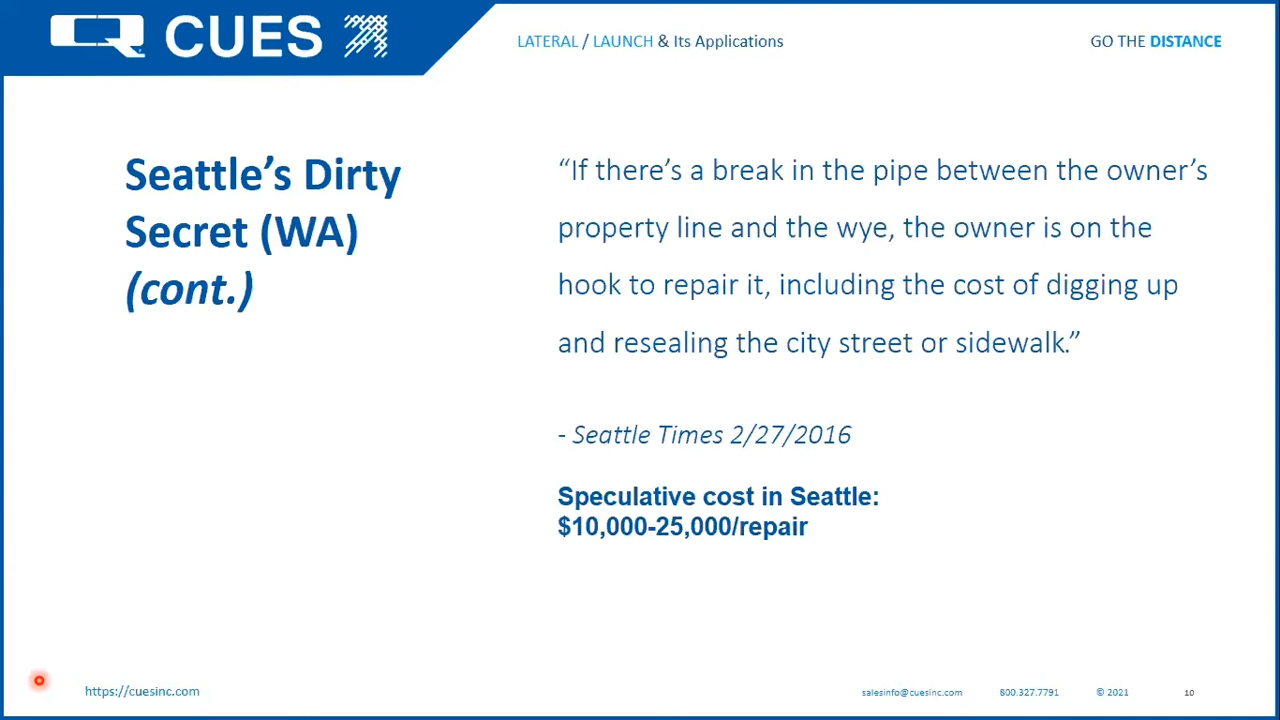 CUES
LATERAL / LAUNCH & Its Applications
GO THE DISTANCE
Seattle’s Dirty
Secret (WA)
(cont.)
“If there’s a break in the pipe between the owner’s
property line and the wye, the owner is on the
hook to repair it, including the cost of digging up
and resealing the city street or sidewalk.”
- Seattle Times 2/27/2016
Speculative cost in Seattle:
$10,000-25,000/repair
https://cuesinc.com
salesinfo@cuesinc.com
800.327.7791
© 2021
10